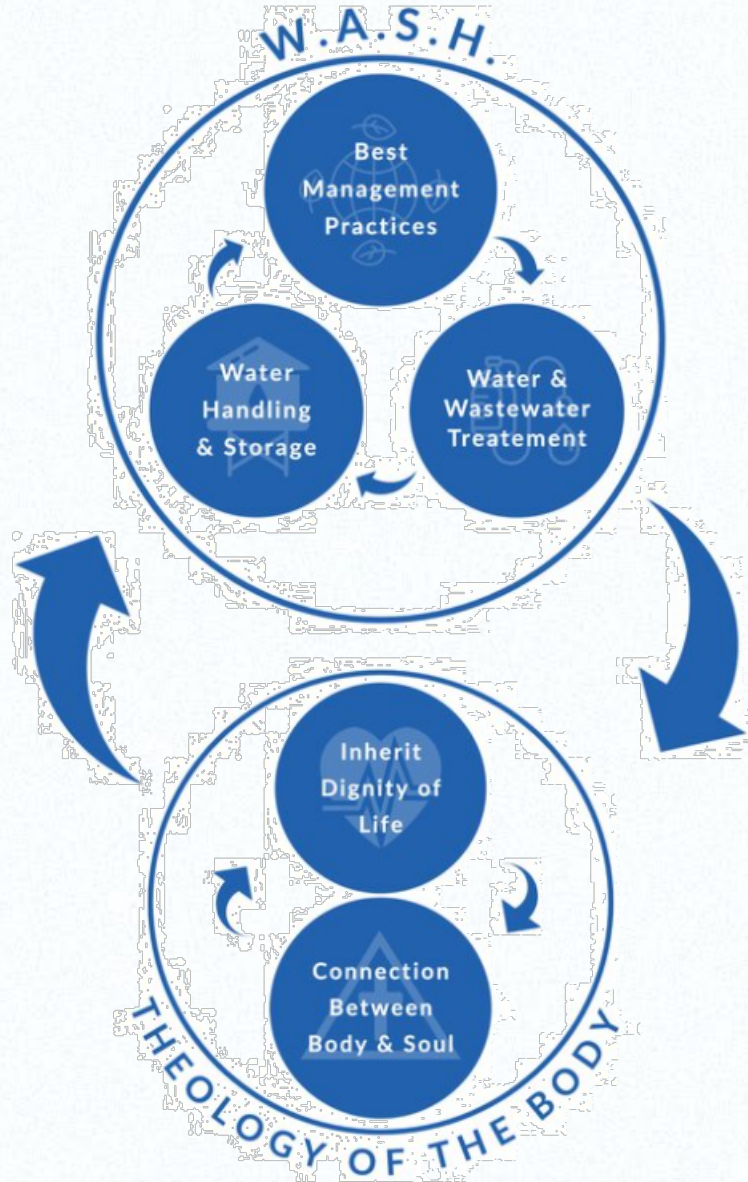 W.A.S.H.
Best
Management
Practices
Water
Handling
& Storage
Water &
Wastewater
Treatement
Inherit
Dignity of
Life
Connection
Between
Body & Soul
THEOLOGY OF THE BODY